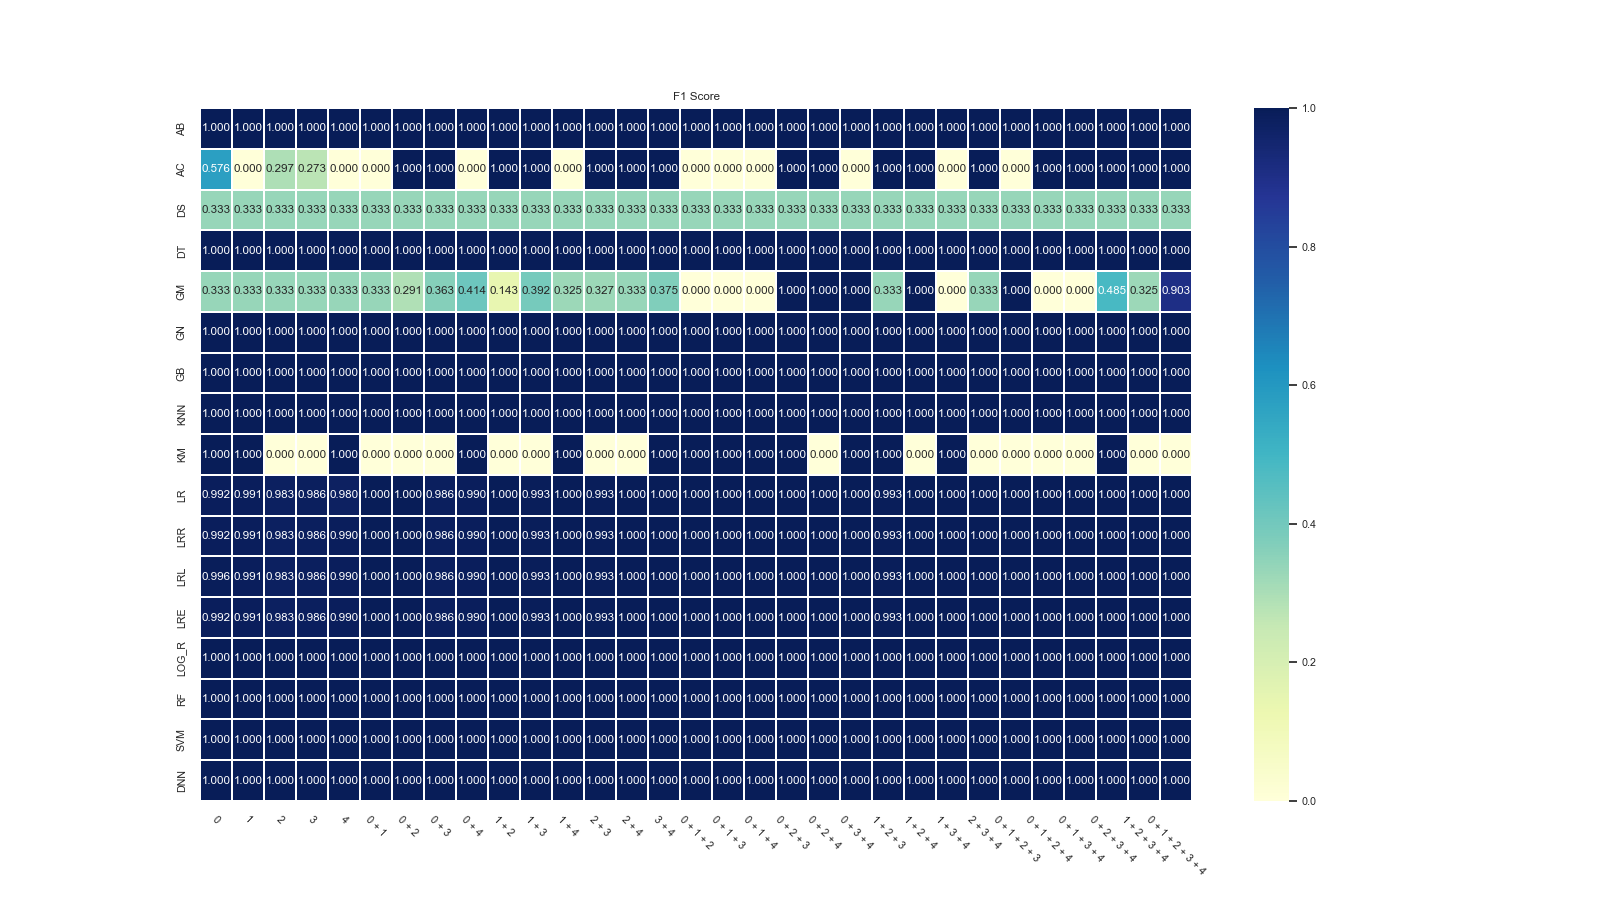 F1 Score
AB 1.000 1.000 1.000 1.000 1.000 1.000 1.000 1.000 1.000 1.000 1.000 1.000 1.000 1.000 1.000 1.000 1.000 1.000 1.000 1.000 1.000 1.000 1.000 1.000 1.000 1.000 1.000 1.000 1.000 1.000 1.000
AC 0.576 0.000 0.297 0.273 0.000 0.000 1.000 1.000 0.000 1.000 1.000 0.000 1.000 1.000 1.000 0.000 0.000 0.000 1.000 1.000 0.000 1.000 1.000 0.000 1.000 0.000 1.000 1.000 1.000 1.000 1.000
DS 0.333 0.333 0.333 0.333 0.333 0.333 0.333 0.333 0.333 0.333 0.333 0.333 0.333 0.333 0.333 0.333 0.333 0.333 0.333 0.333 0.333 0.333 0.333 0.333 0.333 0.333 0.333 0.333 0.333 0.333 0.333
DT 1.000 1.000 1.000 1.000 1.000 1.000 1.000 1.000 1.000 1.000 1.000 1.000 1.000 1.000 1.000 1.000 1.000 1.000 1.000 1.000 1.000 1.000 1.000 1.000 1.000 1.000 1.000 1.000 1.000 1.000 1.000
GM 0.333 0.333 0.333 0.333 0.333 0.333 0.291 0.363 0.414 0.143 0.392 0.325 0.327 0.333 0.375 0.000 0.000 0.000 1.000 1.000 1.000 0.333 1.000 0.000 0.333 1.000 0.000 0.000 0.485 0.325 0.903
GN 1.000 1.000 1.000 1.000 1.000 1.000 1.000 1.000 1.000 1.000 1.000 1.000 1.000 1.000 1.000 1.000 1.000 1.000 1.000 1.000 1.000 1.000 1.000 1.000 1.000 1.000 1.000 1.000 1.000 1.000 1.000
GB 1.000 1.000 1.000 1.000 1.000 1.000 1.000 1.000 1.000 1.000 1.000 1.000 1.000 1.000 1.000 1.000 1.000 1.000 1.000 1.000 1.000 1.000 1.000 1.000 1.000 1.000 1.000 1.000 1.000 1.000 1.000
KNN 1.000 1.000 1.000 1.000 1.000 1.000 1.000 1.000 1.000 1.000 1.000 1.000 1.000 1.000 1.000 1.000 1.000 1.000 1.000 1.000 1.000 1.000 1.000 1.000 1.000 1.000 1.000 1.000 1.000 1.000 1.000
KM 1.000 1.000 0.000 0.000 1.000 0.000 0.000 0.000 1.000 0.000 0.000 1.000 0.000 0.000 1.000 1.000 1.000 1.000 1.000 0.000 1.000 1.000 0.000 1.000 0.000 0.000 0.000 0.000 1.000 0.000 0.000
LR 0.992 0.991 0.983 0.986 0.980 1.000 1.000 0.986 0.990 1.000 0.993 1.000 0.993 1.000 1.000 1.000 1.000 1.000 1.000 1.000 1.000 0.993 1.000 1.000 1.000 1.000 1.000 1.000 1.000 1.000 1.000
LRR 0.992 0.991 0.983 0.986 0.990 1.000 1.000 0.986 0.990 1.000 0.993 1.000 0.993 1.000 1.000 1.000 1.000 1.000 1.000 1.000 1.000 0.993 1.000 1.000 1.000 1.000 1.000 1.000 1.000 1.000 1.000
LRL 0.996 0.991 0.983 0.986 0.990 1.000 1.000 0.986 0.990 1.000 0.993 1.000 0.993 1.000 1.000 1.000 1.000 1.000 1.000 1.000 1.000 0.993 1.000 1.000 1.000 1.000 1.000 1.000 1.000 1.000 1.000
LRE 0.992 0.991 0.983 0.986 0.990 1.000 1.000 0.986 0.990 1.000 0.993 1.000 0.993 1.000 1.000 1.000 1.000 1.000 1.000 1.000 1.000 0.993 1.000 1.000 1.000 1.000 1.000 1.000 1.000 1.000 1.000
LOG_R 1.000 1.000 1.000 1.000 1.000 1.000 1.000 1.000 1.000 1.000 1.000 1.000 1.000 1.000 1.000 1.000 1.000 1.000 1.000 1.000 1.000 1.000 1.000 1.000 1.000 1.000 1.000 1.000 1.000 1.000 1.000
RF 1.000 1.000 1.000 1.000 1.000 1.000 1.000 1.000 1.000 1.000 1.000 1.000 1.000 1.000 1.000 1.000 1.000 1.000 1.000 1.000 1.000 1.000 1.000 1.000 1.000 1.000 1.000 1.000 1.000 1.000 1.000
SVM 1.000 1.000 1.000 1.000 1.000 1.000 1.000 1.000 1.000 1.000 1.000 1.000 1.000 1.000 1.000 1.000 1.000 1.000 1.000 1.000 1.000 1.000 1.000 1.000 1.000 1.000 1.000 1.000 1.000 1.000 1.000
DNN 1.000 1.000 1.000 1.000 1.000 1.000 1.000 1.000 1.000 1.000 1.000 1.000 1.000 1.000 1.000 1.000 1.000 1.000 1.000 1.000 1.000 1.000 1.000 1.000 1.000 1.000 1.000 1.000 1.000 1.000 1.000
0
1
2
3
4
0 + 1
0 + 2
0 + 3
0 + 4
1 + 2
1 + 3
1 + 4
2 + 3
2 + 4
3 + 4
0 + 1 + 2
0 + 1 + 3
0 + 1 + 4
0 + 2 + 3
0 + 2 + 4
0 + 3 + 4
1 + 2 + 3
1 + 2 + 4
1 + 3 + 4
2 + 3 + 4
0 + 1 + 2 + 3
0 + 1 + 2 + 4
0 + 1 + 3 + 4
0 + 2 + 3 + 4
1 + 2 + 3 + 4
0 + 1 + 2 + 3 + 4
1.0
0.8
0.6
0.4
0.2
0.0